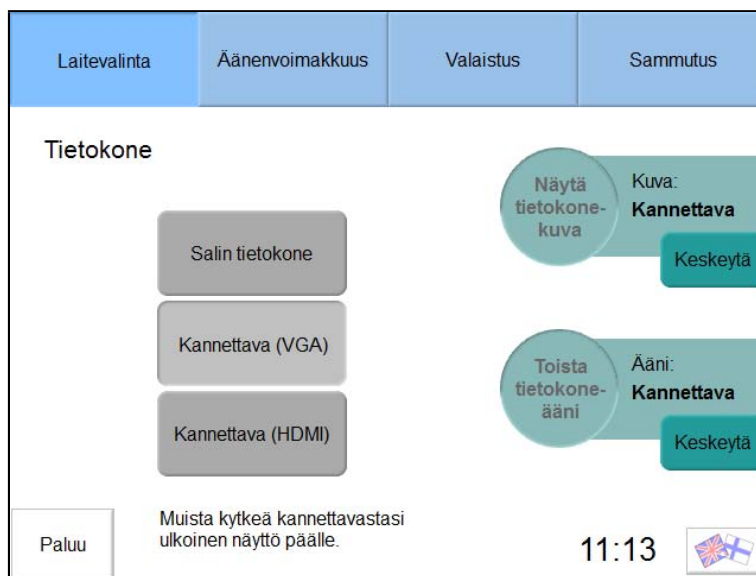 Laitevalinta
Äänenvoimakkuus
Valaistus
Sammutus
Tietokone
Salin tietokone
Kannettava (VGA)
Kannettava (HDMI)
Näytä
tietokone-
kuva
Kuva:
Kannettava
Keskeytä
Toista
tietokone-
ääni
Ääni:
Kannettava
Keskeytä
Paluu
Muista kytkeä kannettavastasi
ulkoinen näyttö päälle.
11:13